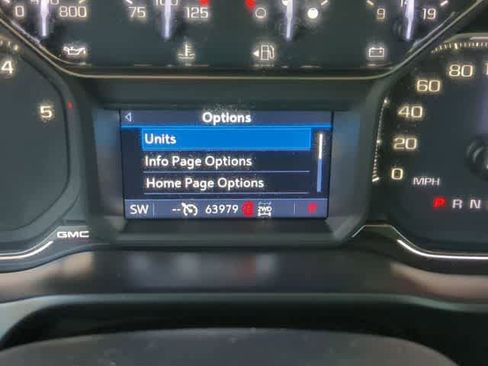 40 800 75 125 9 19
4
5
Options
Units
Info Page Options
Home Page Options
SW -- 63979 2WD P
GMC
100
80
60
40
20
0 MPH
P R N